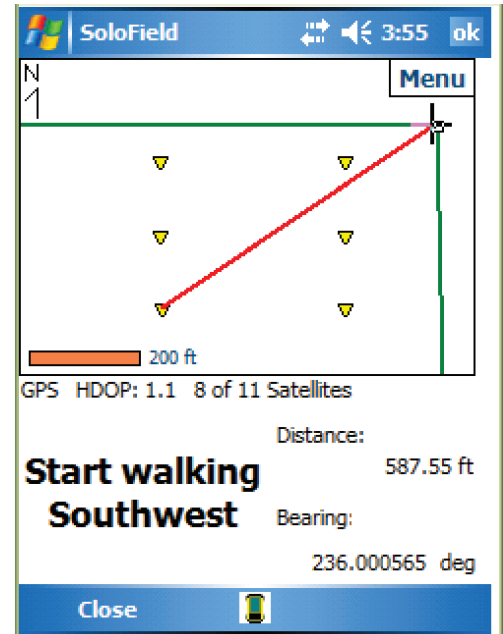 SoloField 3:55 ok
N
Menu
200 ft
GPS HDOP: 1.1 8 of 11 Satellites
Distance:
587.55 ft
Start walking
Southwest
Bearing:
236.000565 deg
Close